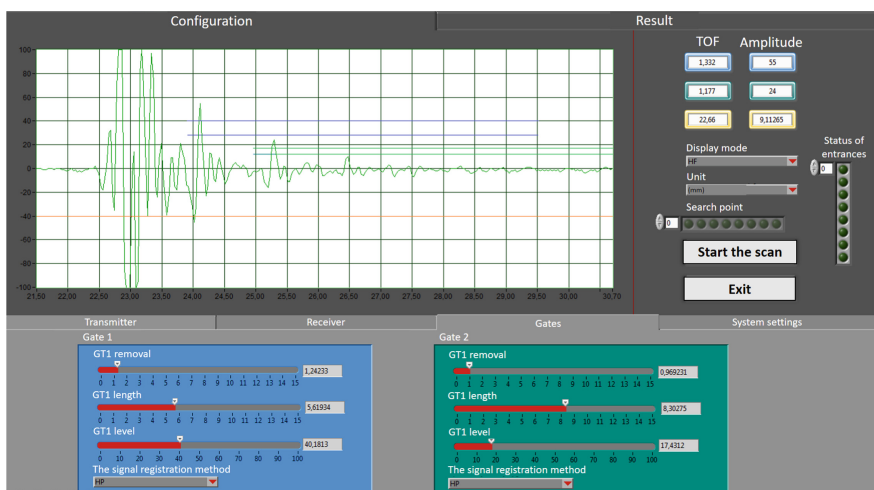 Configuration
Result
100
80
60
40
20
0
-20
-40
-60
-80
-100
21,50 22,00 22,50 23,00 23,50 24,00 24,50 25,00 25,50 26,00 26,50 27,00 27,50 28,00 28,50 29,00 29,50 30,00 30,70
TOF Amplitude
1,332 55
1,177 24
22,66 9,11265
Display mode
HF
Unit
(mm)
Search point
0
Status of
entrances
0
Start the scan
Exit
Transmitter Receiver Gates System settings
Gate 1
GT1 removal
1,24233
0 1 2 3 4 5 6 7 8 9 10 11 12 13 14 15
GT1 length
5,61934
0 1 2 3 4 5 6 7 8 9 10 11 12 13 14 15
GT1 level
40,1813
0 10 20 30 40 50 60 70 80 90 100
The signal registration method
HP
Gate 2
GT1 removal
0,969231
0 1 2 3 4 5 6 7 8 9 10 11 12 13 14 15
GT1 length
8,30275
0 1 2 3 4 5 6 7 8 9 10 11 12 13 14 15
GT1 level
17,4312
0 10 20 30 40 50 60 70 80 90 100
The signal registration method
HP